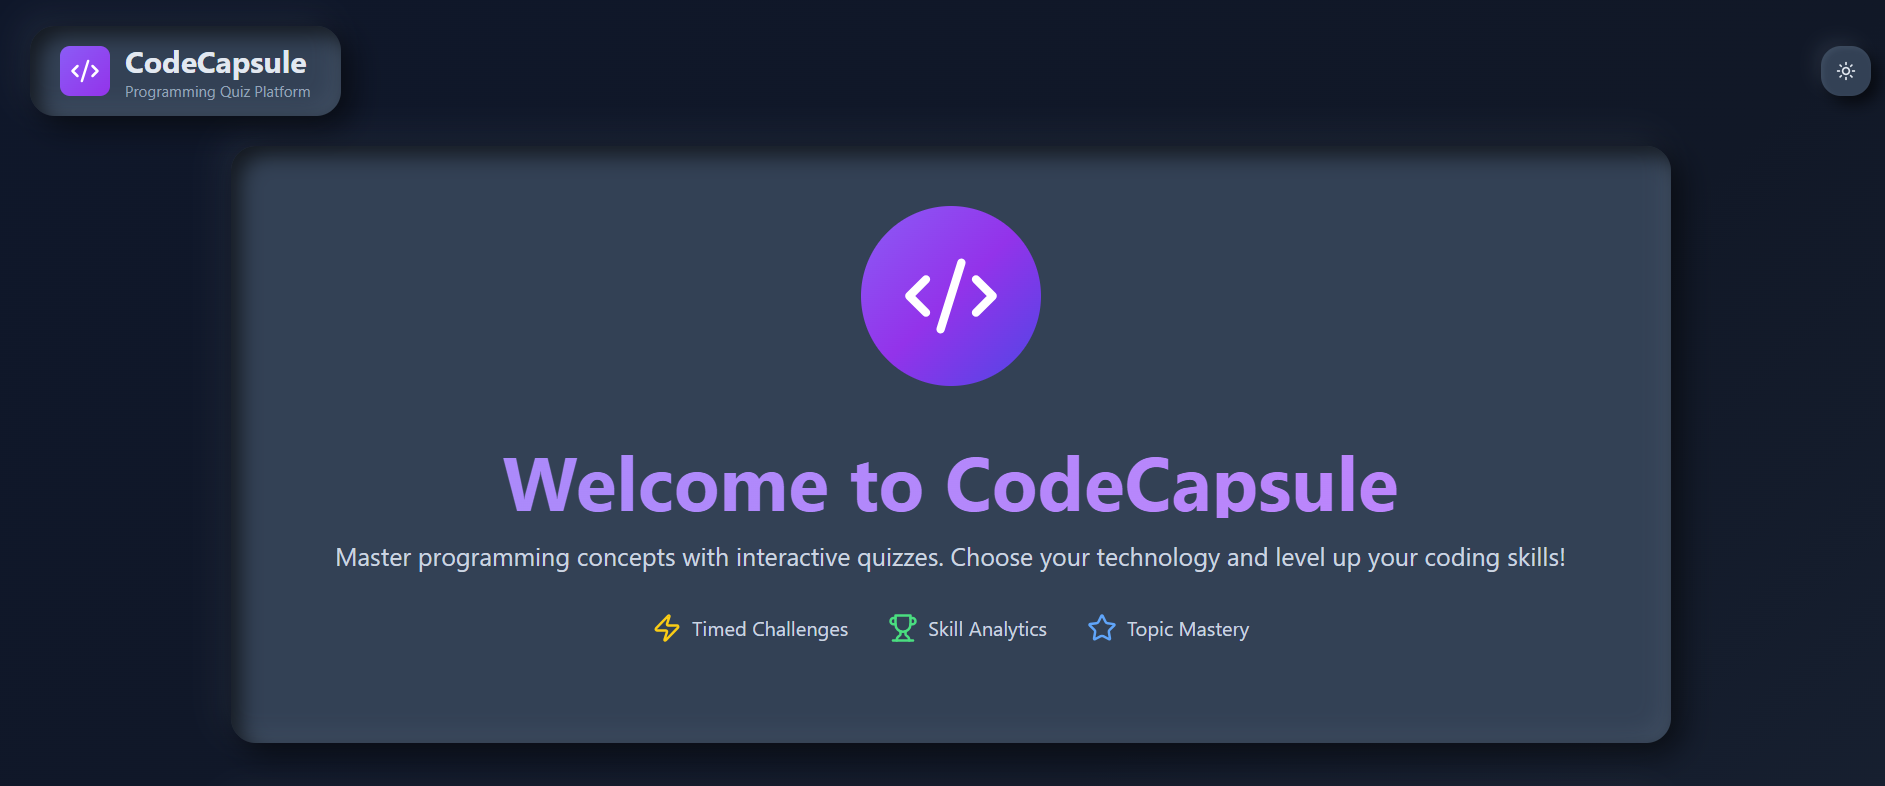 CodeCapsule
Programming Quiz Platform
Welcome to CodeCapsule
Master programming concepts with interactive quizzes. Choose your technology and level up your coding skills!
Timed Challenges
Skill Analytics
Topic Mastery